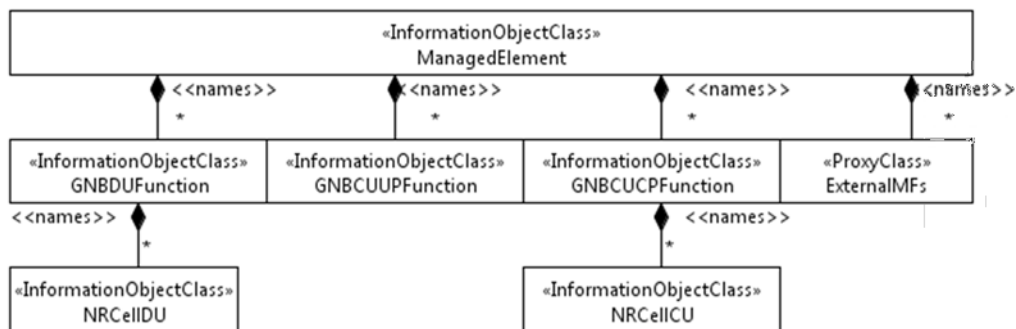 «InformationObjectClass»
ManagedElement
<<names>> <<names>> <<names>> <<names>>
* * * *
«InformationObjectClass» «InformationObjectClass» «InformationObjectClass» «ProxyClass»
GNBDUFunction GNBCUUPFunction GNBCUCPFunction ExternalMFs
<<names>> <<names>>
* *
«InformationObjectClass» «InformationObjectClass»
NRCellDU NRCellCU